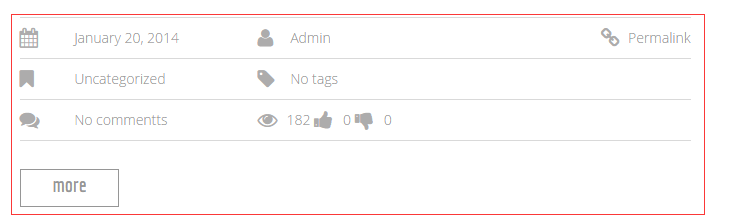 January 20, 2014 Admin Permalink
Uncategorized No tags
No commentts 182 0 0
more